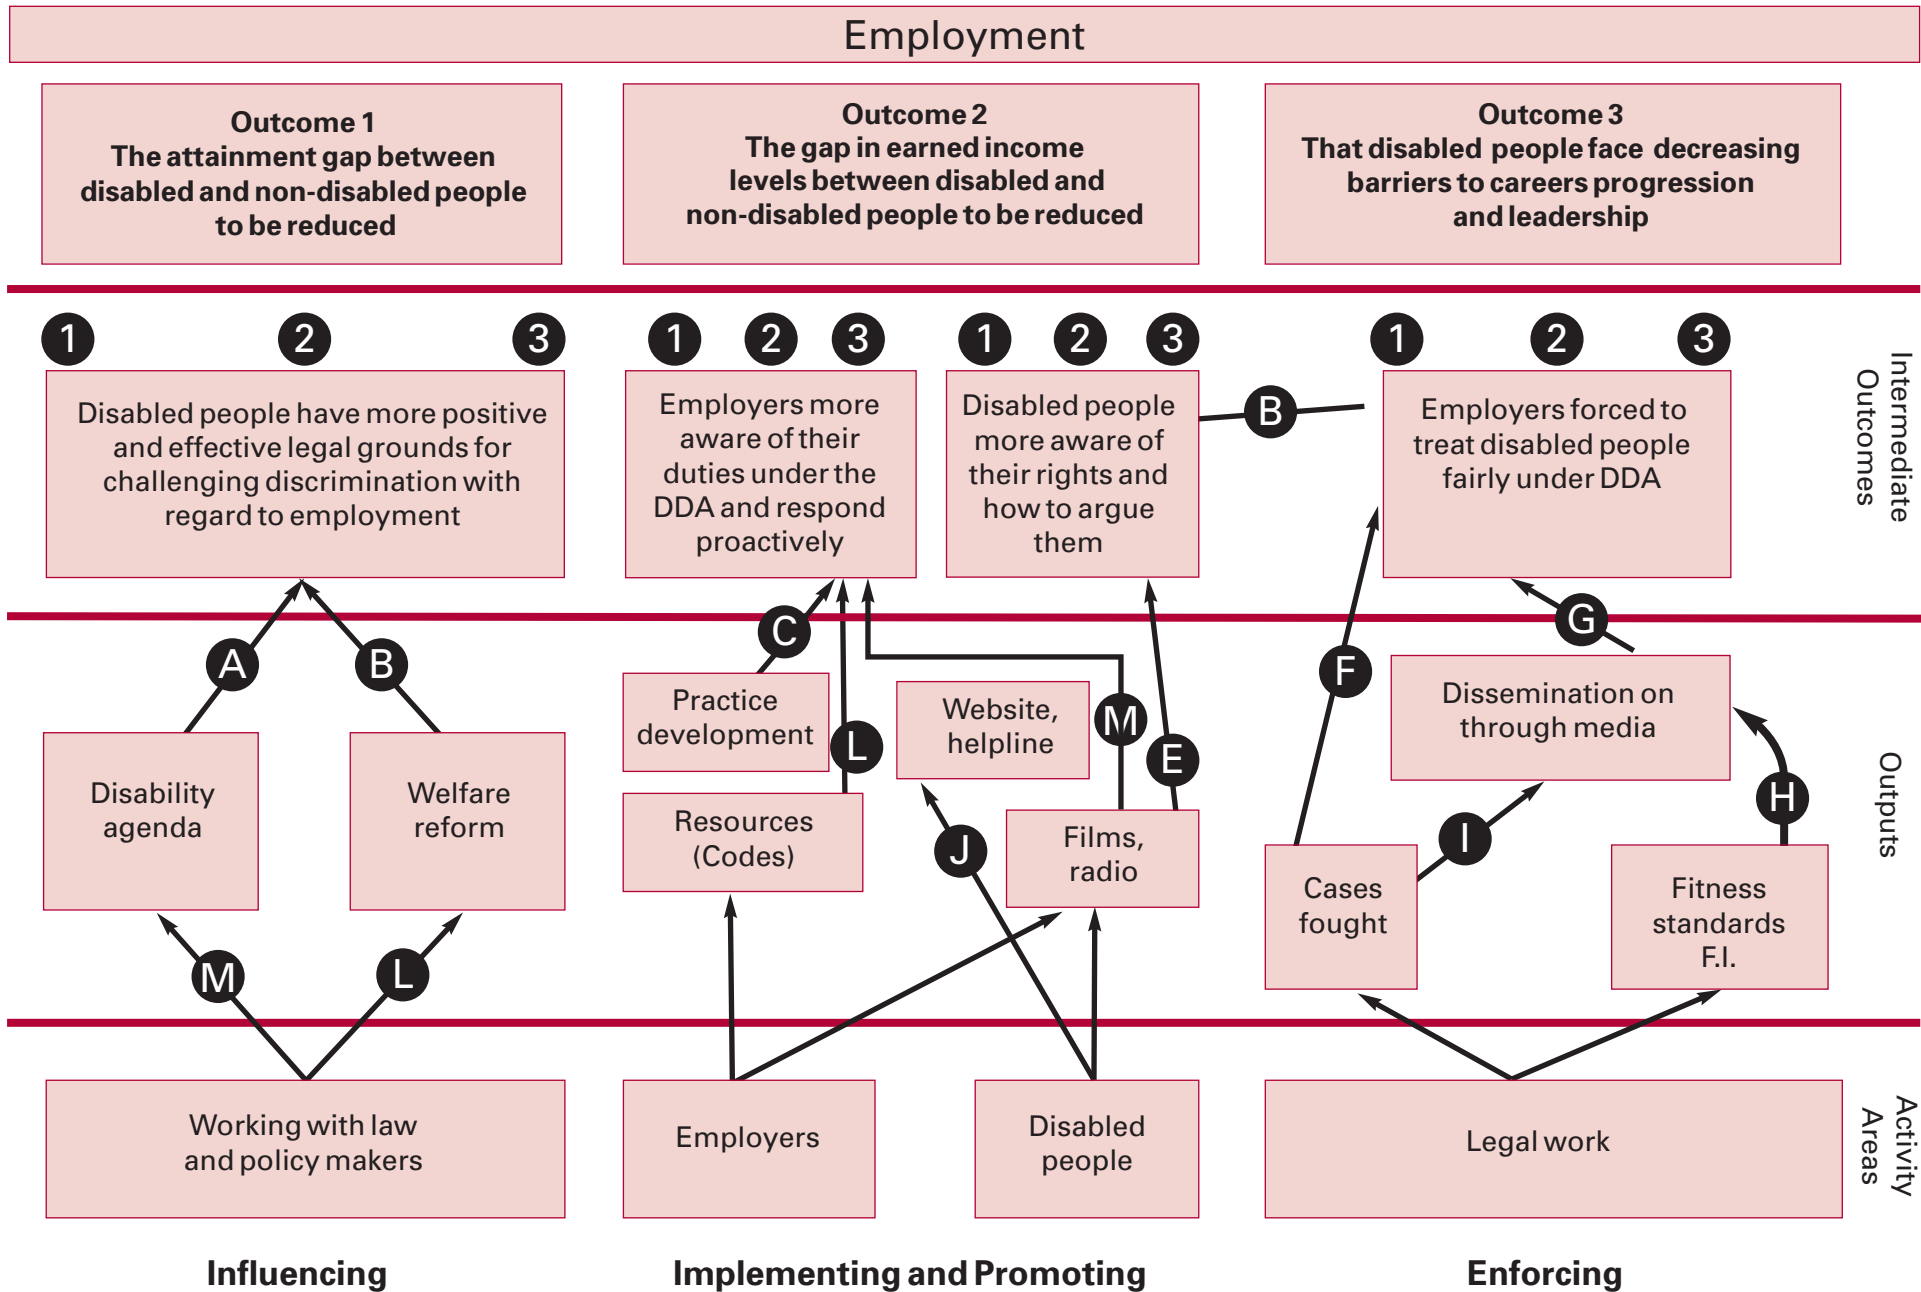 Employment
Outcome 1
The attainment gap between
disabled and non-disabled people
to be reduced
Outcome 2
The gap in earned income
levels between disabled and
non-disabled people to be reduced
Outcome 3
That disabled people face decreasing
barriers to careers progression
and leadership
1
2
3
1
2
3
1
2
3
1
2
3
Disabled people have more positive
and effective legal grounds for
challenging discrimination with
regard to employment
Employers more
aware of their
duties under the
DDA and respond
proactively
Disabled people
more aware of
their rights and
how to argue
them
B
Employers forced to
treat disabled people
fairly under DDA
Intermediate
Outcomes
A
B
C
L
M
E
F
G
Disability
agenda
Welfare
reform
Practice
development
Resources
(Codes)
Website,
helpline
Films,
radio
J
Dissemination on
through media
I
H
Cases
fought
Fitness
standards
F.I.
Outputs
M
L
Working with law
and policy makers
Employers
Disabled
people
Legal work
Activity
Areas
Influencing
Implementing and Promoting
Enforcing